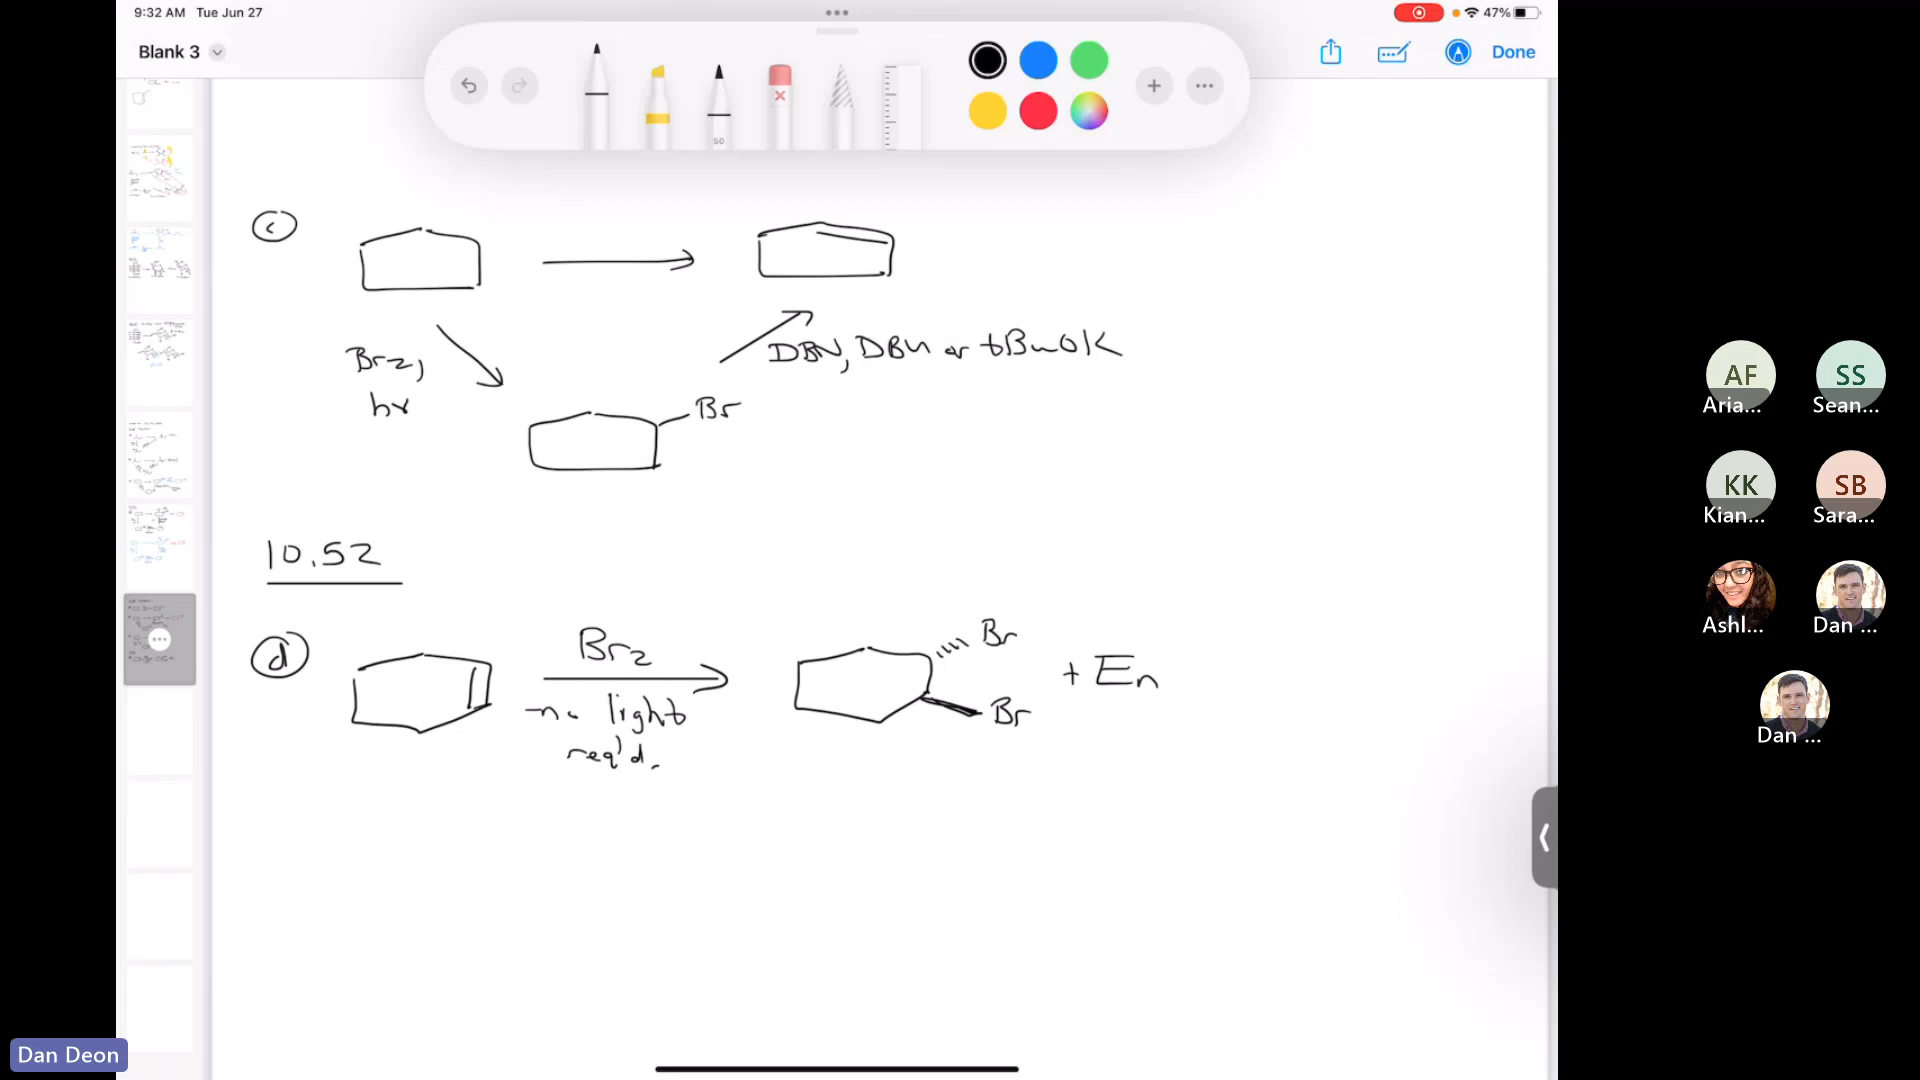 9:32 AM Tue Jun 27
47%
Blank 3
Done
50
c
Br2,
hν
DBN, DBU or tBuOK
Br
10.52
d
Br2
no light
req'd.
Br
Br
+ En
AF
Aria...
SS
Sean...
KK
Kian...
SB
Sara...
Ashl...
Dan ...
Dan ...
Dan Deon